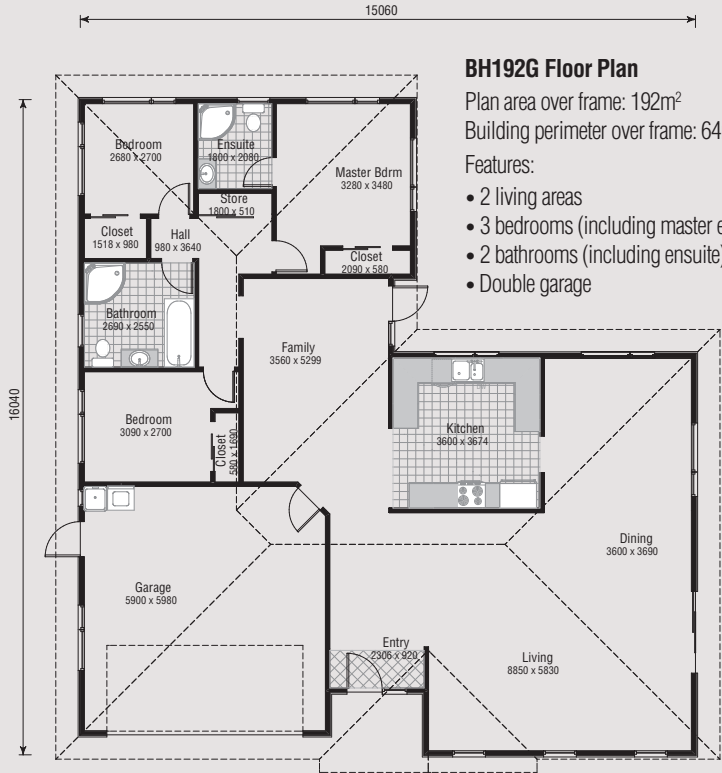 15060
BH192G Floor Plan
Plan area over frame: 192m²
Building perimeter over frame: 64
Features:
• 2 living areas
• 3 bedrooms (including master e
• 2 bathrooms (including ensuite)
• Double garage
16040
Bedroom
2680 x 2700
Ensuite
1800 x 2080
Master Bdrm
3280 x 3480
Store
1800 x 510
Closet
1518 x 980
Hall
980 x 3640
Closet
2090 x 580
Bathroom
2690 x 2550
Family
3560 x 5299
Bedroom
3090 x 2700
Closet
580 x 1690
Kitchen
3600 x 3674
Dining
3600 x 3690
Garage
5900 x 5980
Entry
2306 x 920
Living
8850 x 5830